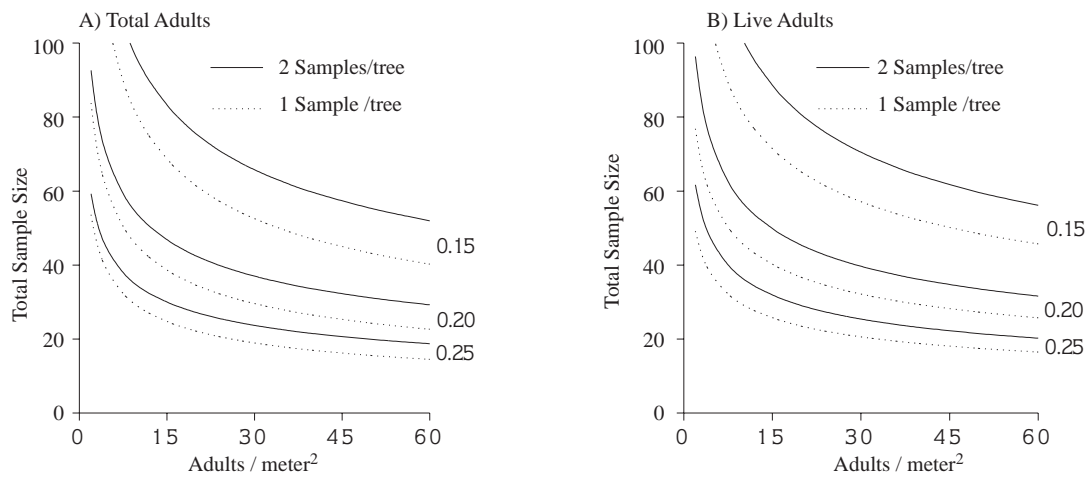 A) Total Adults
100
80
60
40
20
0
Total Sample Size
2 Samples/tree
1 Sample /tree
0.15
0.20
0.25
0 15 30 45 60
Adults / meter²
B) Live Adults
100
80
60
40
20
0
Total Sample Size
2 Samples/tree
1 Sample /tree
0.15
0.20
0.25
0 15 30 45 60
Adults / meter²